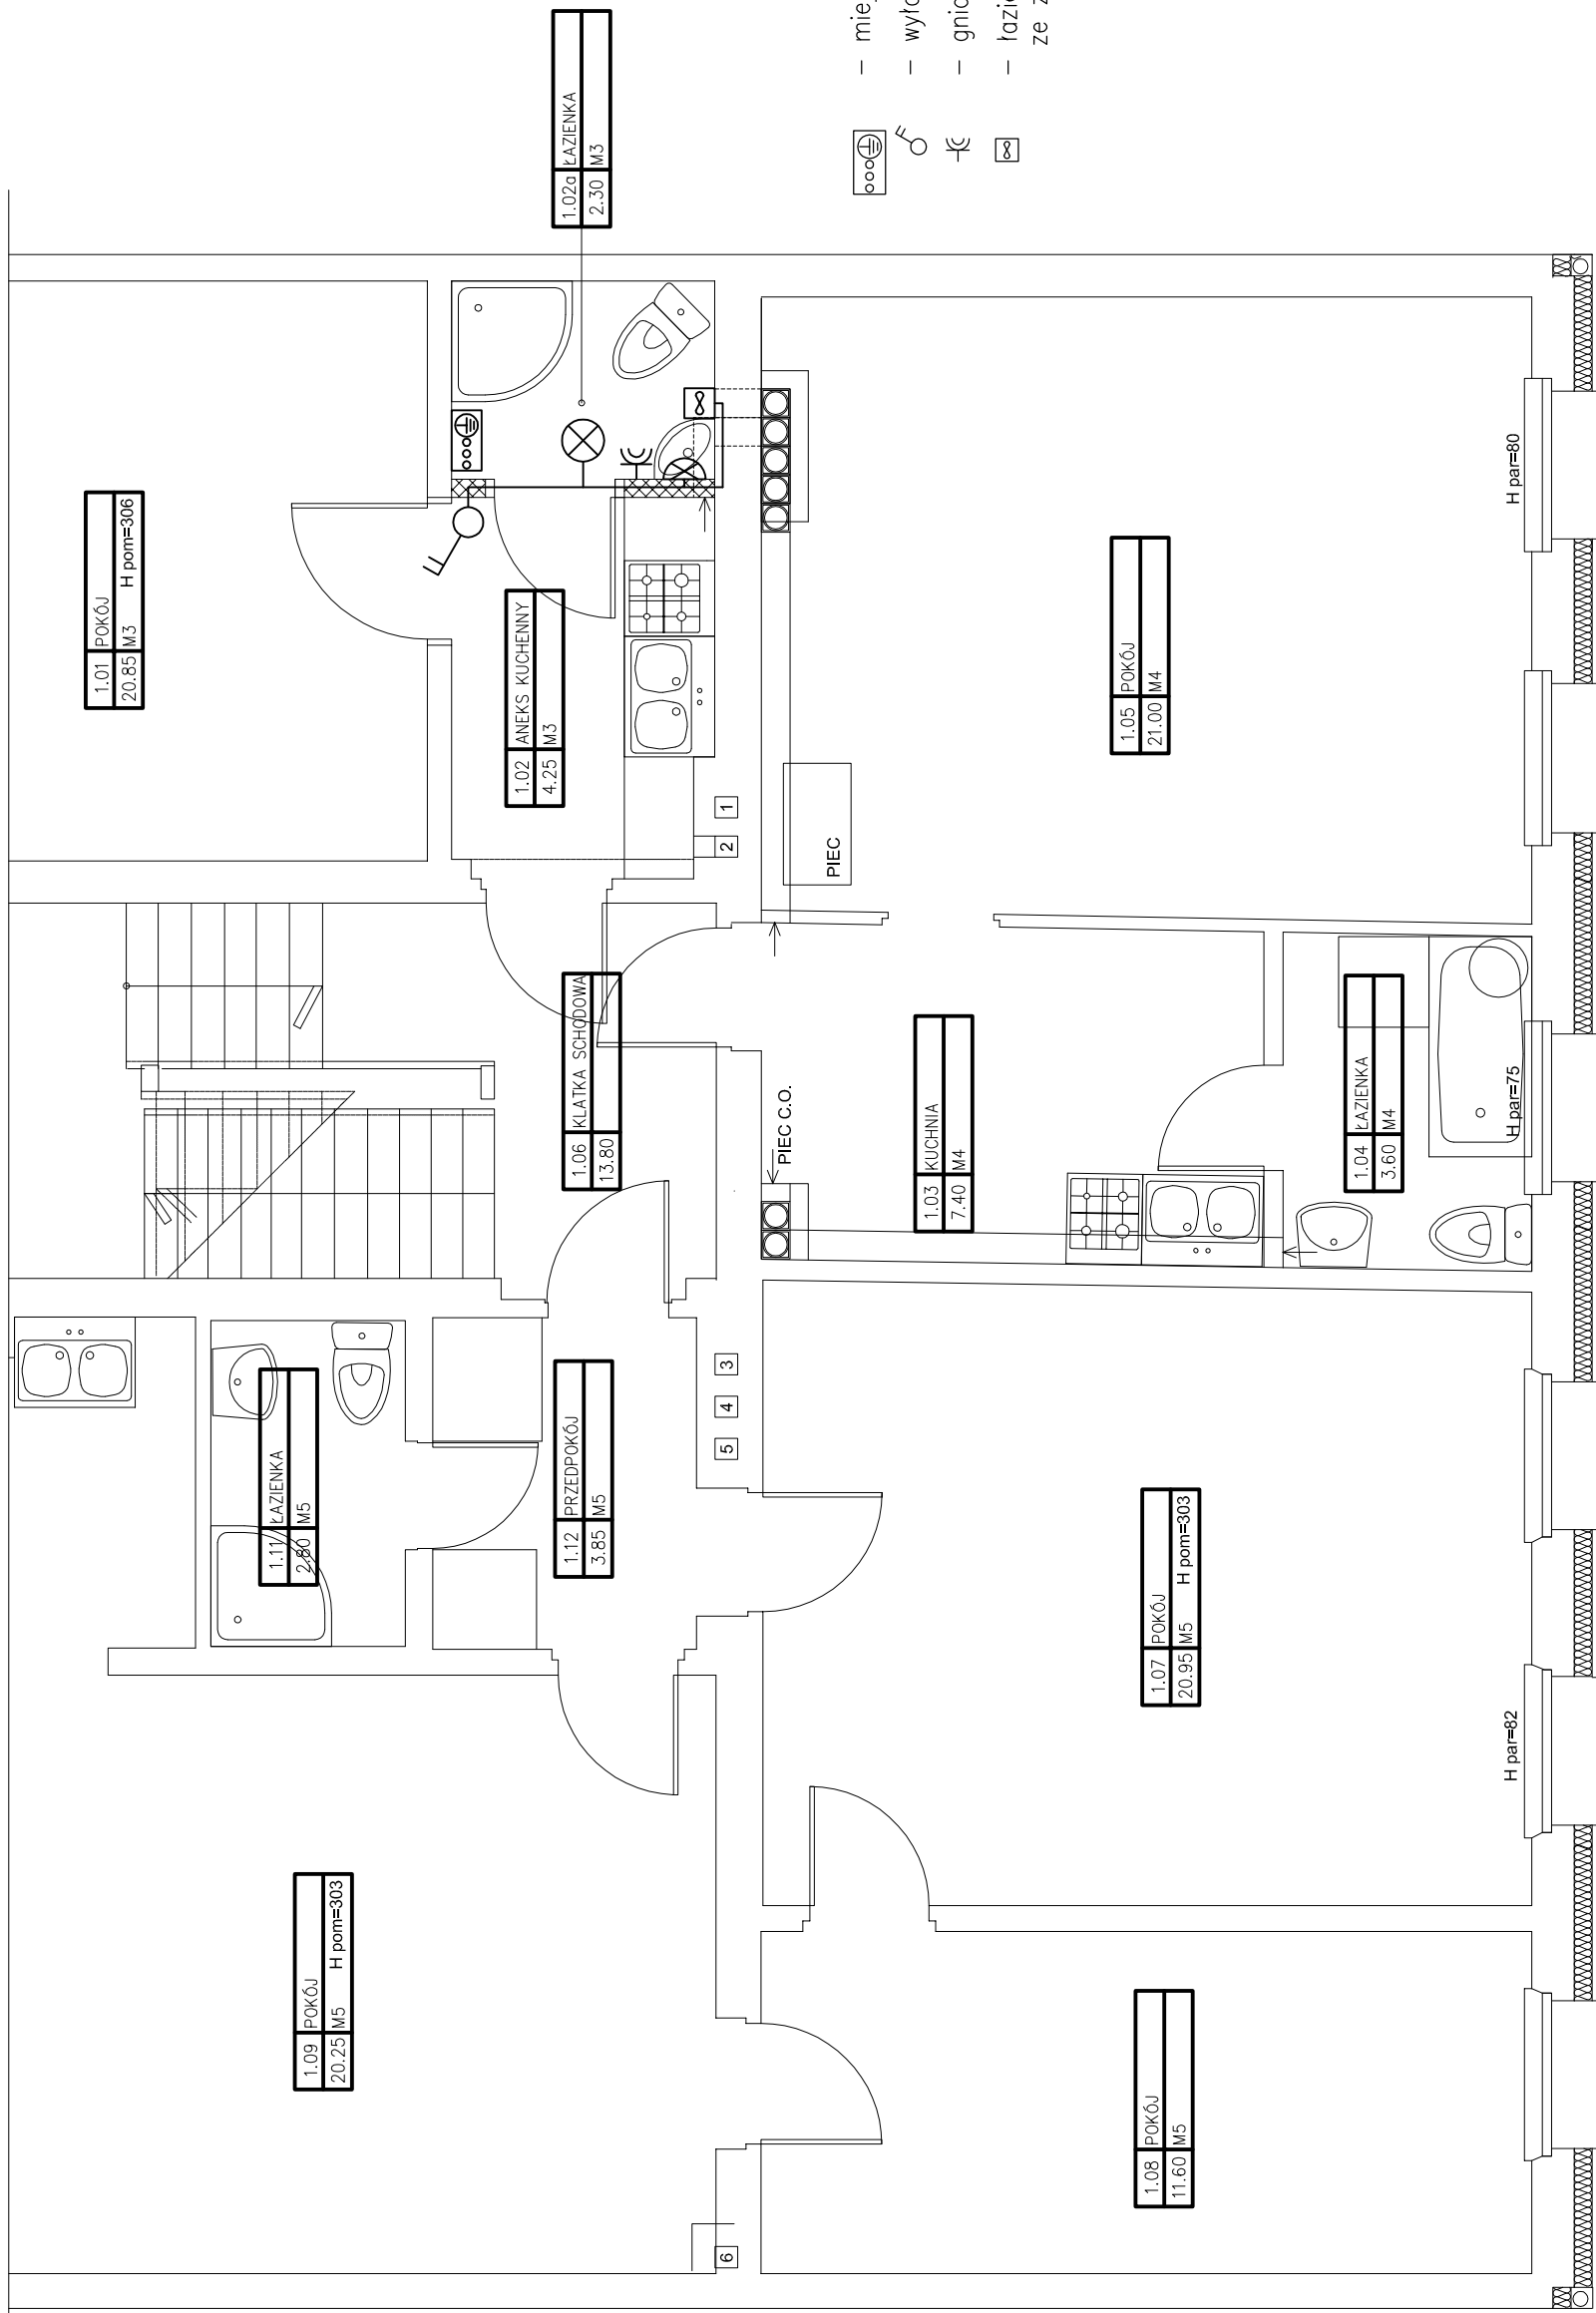 1.01 POKÓJ
20.85 M3 H pom=306
1.02a ŁAZIENKA
2.30 M3
1.02 ANEKS KUCHENNY
4.25 M3
1.05 POKÓJ
21.00 M4
H par=80
PIEC
1
2
1.06 KLATKA SCHODOWA
13.80
PIEC C.O.
1.03 KUCHNIA
7.40 M4
1.04 ŁAZIENKA
3.60 M4
H par=75
1.11 ŁAZIENKA
2.80 M5
1.12 PRZEDPOKÓJ
3.85 M5
3
4
5
1.07 POKÓJ
20.95 M5 H pom=303
H par=82
1.09 POKÓJ
20.25 M5 H pom=303
1.08 POKÓJ
11.60 M5
6
-
-
-
-
ze